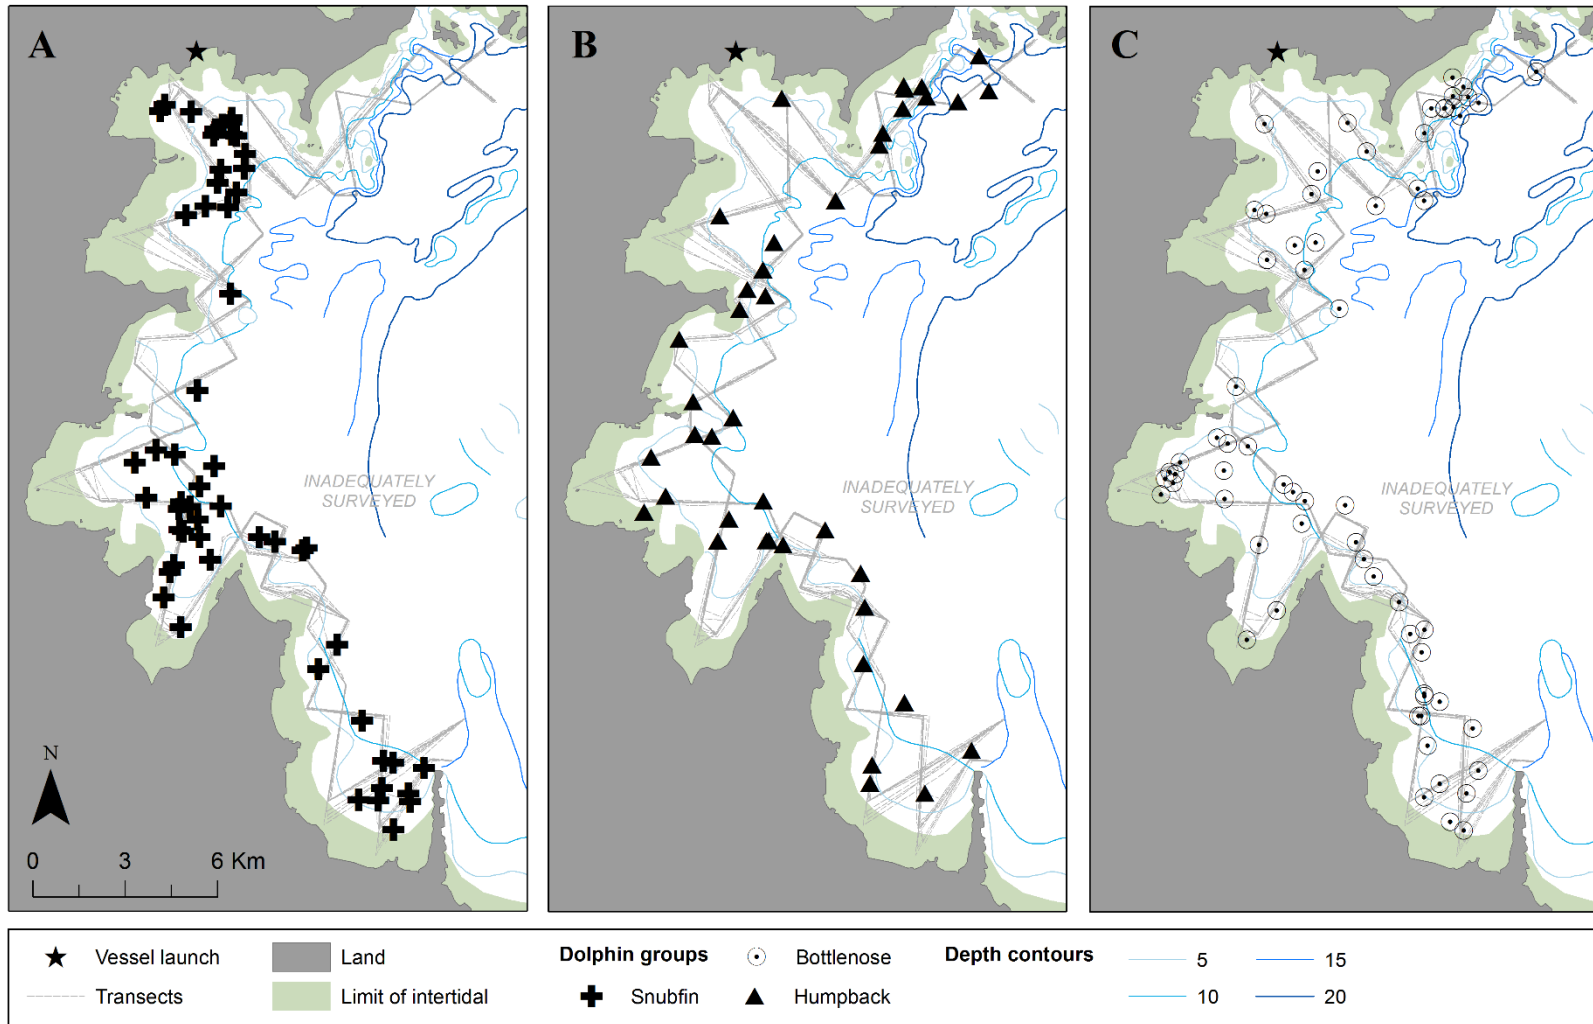 A
B
C
INADEQUATELY
SURVEYED
INADEQUATELY
SURVEYED
INADEQUATELY
SURVEYED
N
0 3 6 Km
Vessel launch Land Dolphin groups Bottlenose Depth contours 5 15
Transects Limit of intertidal Snubfin Humpback 10 20